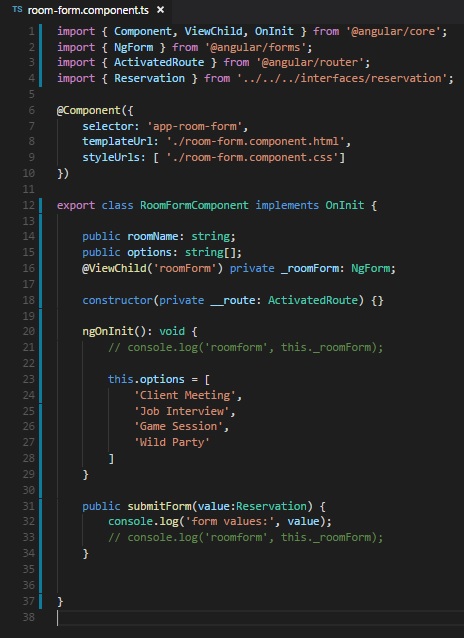 TS room-form.component.ts ×
1 import { Component, ViewChild, OnInit } from '@angular/core';
2 import { NgForm } from '@angular/forms';
3 import { ActivatedRoute } from '@angular/router';
4 import { Reservation } from '../../../interfaces/reservation';
5
6 @Component({
7     selector: 'app-room-form',
8     templateUrl: './room-form.component.html',
9     styleUrls: [ './room-form.component.css']
10 })
11
12 export class RoomFormComponent implements OnInit {
13
14     public roomName: string;
15     public options: string[];
16     @ViewChild('roomForm') private _roomForm: NgForm;
17
18     constructor(private __route: ActivatedRoute) {}
19
20     ngOnInit(): void {
21         // console.log('roomform', this._roomForm);
22
23         this.options = [
24             'Client Meeting',
25             'Job Interview',
26             'Game Session',
27             'Wild Party'
28         ]
29     }
30
31     public submitForm(value:Reservation) {
32         console.log('form values:', value);
33         // console.log('roomform', this._roomForm);
34     }
35
36
37 }
38